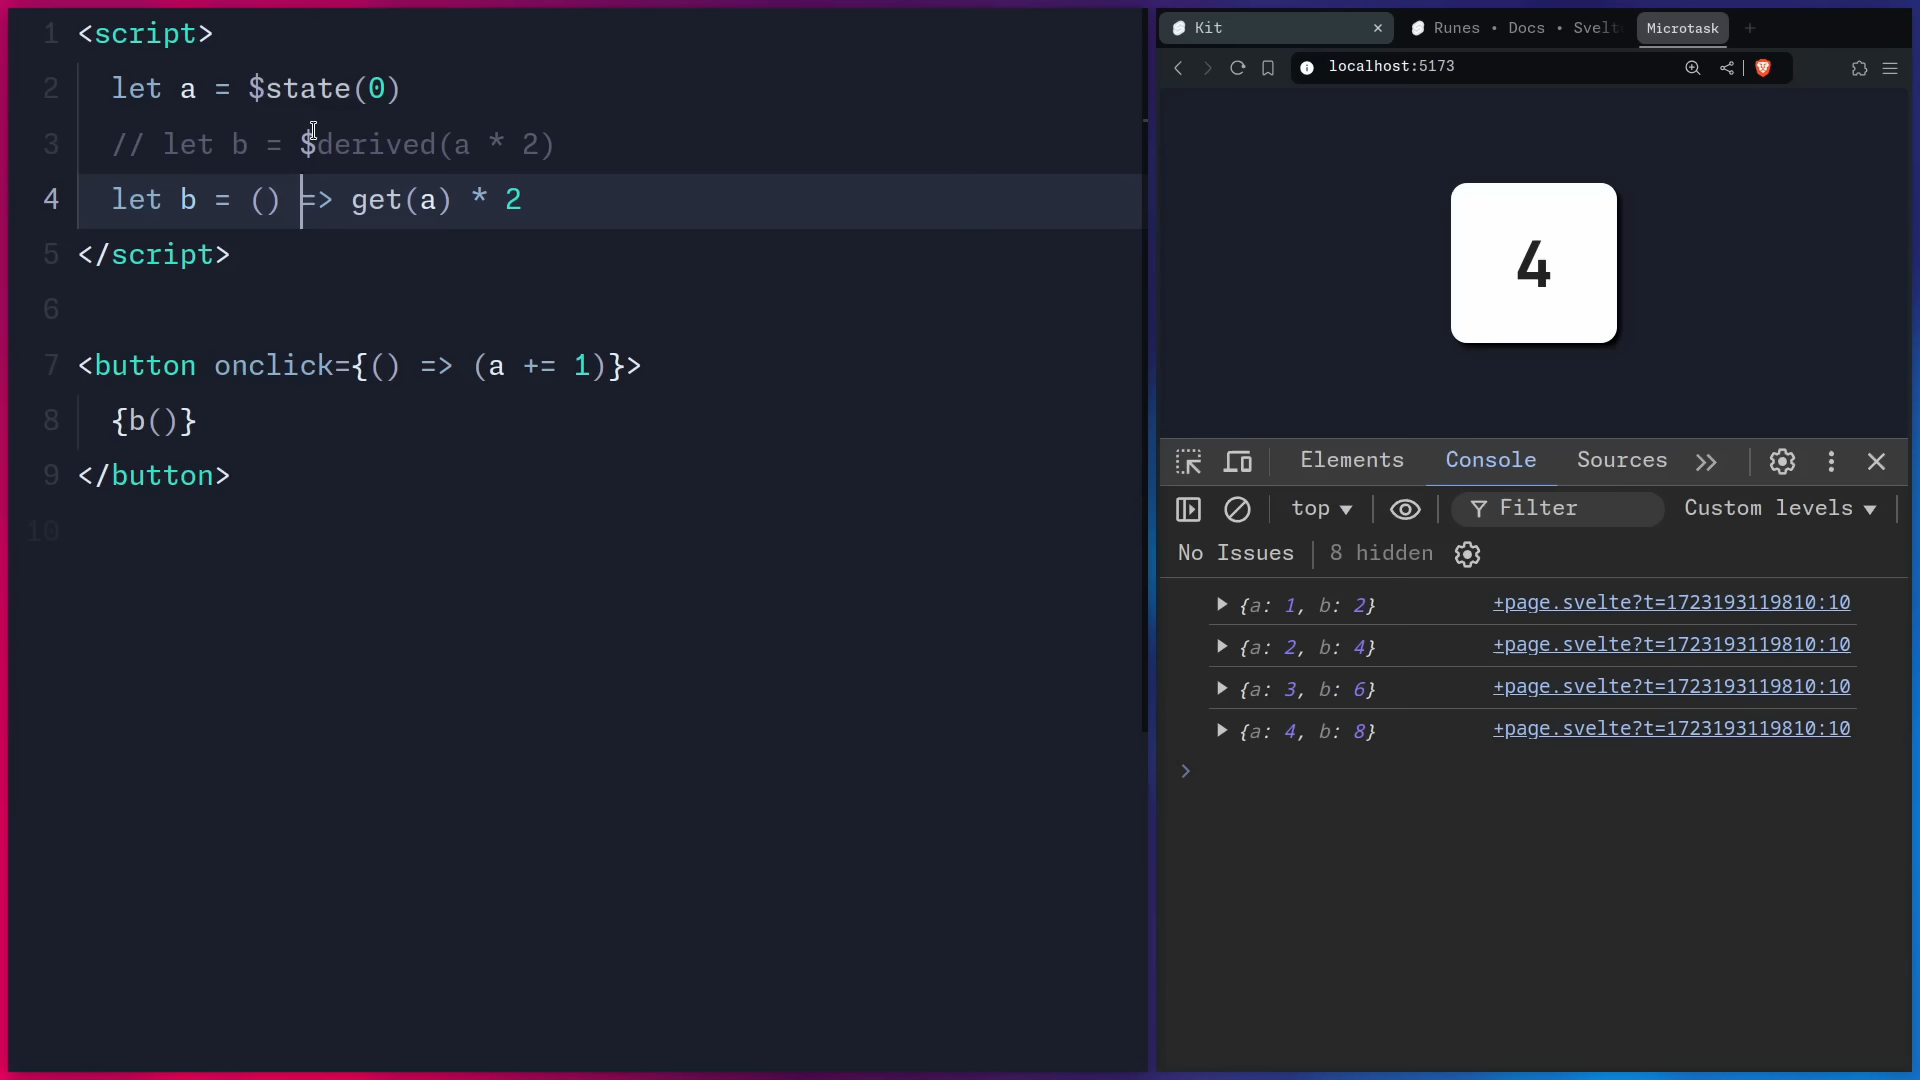 1 <script>
2 let a = $state(0)
3 // let b = $derived(a * 2)
4 let b = () => get(a) * 2
5 </script>
6
7 <button onclick={() => (a += 1)}>
8 {b()}
9 </button>
10
Kit
Runes • Docs • Svelt
Microtask
localhost:5173
4
Elements Console Sources
top Filter Custom levels
No Issues 8 hidden
{a: 1, b: 2} +page.svelte?t=1723193119810:10
{a: 2, b: 4} +page.svelte?t=1723193119810:10
{a: 3, b: 6} +page.svelte?t=1723193119810:10
{a: 4, b: 8} +page.svelte?t=1723193119810:10